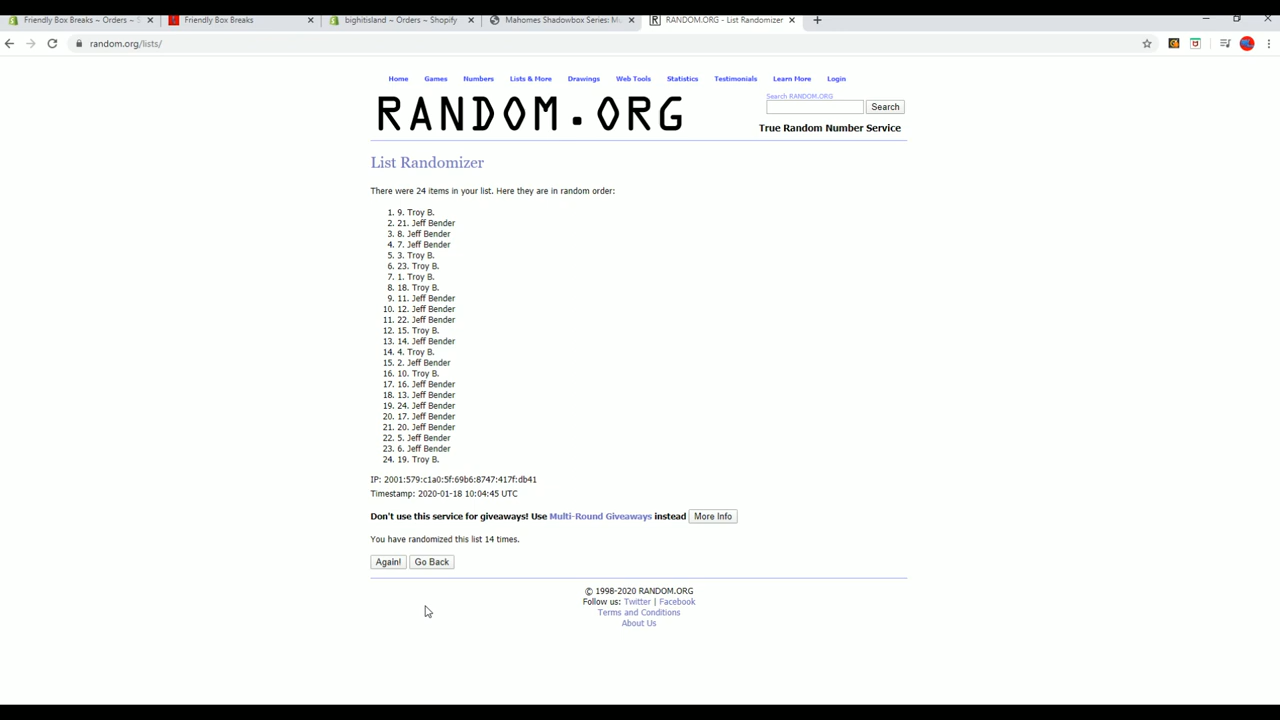 Friendly Box Breaks ~ Orders ~
Friendly Box Breaks
bighitisland ~ Orders ~ Shopify
Mahomes Shadowbox Series:
RANDOM.ORG - List Randomizer
random.org/lists/
Home Games Numbers Lists & More Drawings Web Tools Statistics Testimonials Learn More Login
RANDOM.ORG
Search RANDOM.ORG
Search
True Random Number Service
List Randomizer
There were 24 items in your list. Here they are in random order:
1. 9. Troy B.
2. 21. Jeff Bender
3. 8. Jeff Bender
4. 7. Jeff Bender
5. 3. Troy B.
6. 23. Troy B.
7. 1. Troy B.
8. 18. Troy B.
9. 11. Jeff Bender
10. 12. Jeff Bender
11. 22. Jeff Bender
12. 15. Troy B.
13. 14. Jeff Bender
14. 4. Troy B.
15. 2. Jeff Bender
16. 10. Troy B.
17. 16. Jeff Bender
18. 13. Jeff Bender
19. 24. Jeff Bender
20. 17. Jeff Bender
21. 20. Jeff Bender
22. 5. Jeff Bender
23. 6. Jeff Bender
24. 19. Troy B.
IP: 2001:579:c1a0:5f:69b6:8747:417f:db41
Timestamp: 2020-01-18 10:04:45 UTC
Don't use this service for giveaways! Use Multi-Round Giveaways instead More Info
You have randomized this list 14 times.
Again! Go Back
© 1998-2020 RANDOM.ORG
Follow us: Twitter | Facebook
Terms and Conditions
About Us